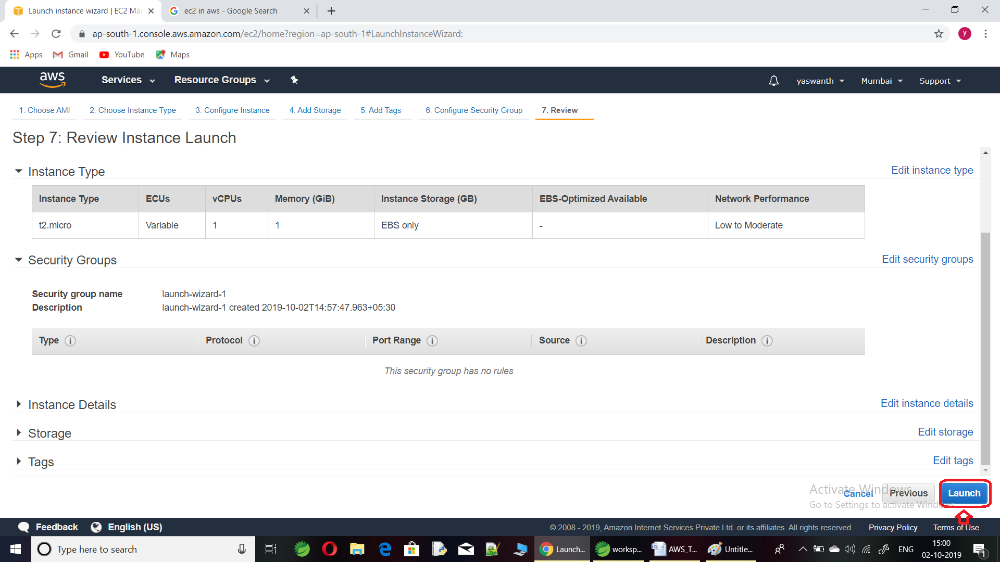 Launch instance wizard | EC2 Mar
ec2 in aws - Google Search
ap-south-1.console.aws.amazon.com/ec2/home?region=ap-south-1#LaunchInstanceWizard:
y
Apps Gmail YouTube Maps
aws Services Resource Groups yaswanth Mumbai Support
1. Choose AMI 2. Choose Instance Type 3. Configure Instance 4. Add Storage 5. Add Tags 6. Configure Security Group 7. Review
Step 7: Review Instance Launch
Instance Type Edit instance type
Instance Type ECUs vCPUs Memory (GiB) Instance Storage (GB) EBS-Optimized Available Network Performance
t2.micro Variable 1 1 EBS only - Low to Moderate
Security Groups Edit security groups
Security group name launch-wizard-1
Description launch-wizard-1 created 2019-10-02T14:57:47.963+05:30
Type Protocol Port Range Source Description
This security group has no rules
Instance Details Edit instance details
Storage Edit storage
Tags Edit tags
Activate Windows
Cancel Previous Launch
Go to Settings to activate Windows.
Feedback English (US) © 2008 - 2019, Amazon Internet Services Private Ltd. or its affiliates. All rights reserved. Privacy Policy Terms of Use
Type here to search Launch... worksp... AWS_T... Untitle... ENG 15:00
02-10-2019 1